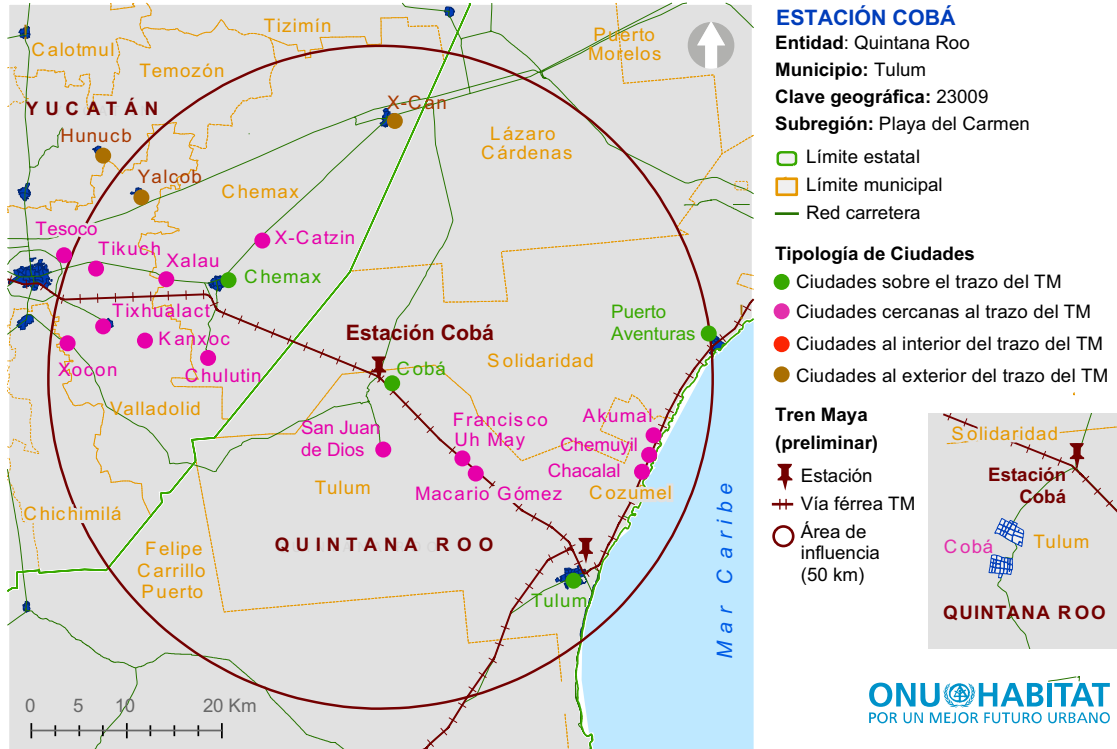 Tizimín
Calotmul
Puerto
Morelos
Temozón
YUCATÁN
X-Can
Hunucb
Lázaro
Cárdenas
Yalcob
Chemax
Tesoco
X-Catzin
Tikuch
Xalau
Chemax
Tixhualact
Puerto
Aventuras
Estación Cobá
Kanxoc
Solidaridad
Xocon
Chulutin
Cobá
Valladolid
Francisco
Uh May
Akumal
San Juan
de Dios
Chemuyil
Chacalal
Tulum
Macario Gómez
Cozumel
Chichimilá
QUINTANA ROO
Felipe
Carrillo
Puerto
Tulum
Mar Caribe
0 5 10 20 Km
ESTACIÓN COBÁ
Entidad: Quintana Roo
Municipio: Tulum
Clave geográfica: 23009
Subregión: Playa del Carmen
Límite estatal
Límite municipal
Red carretera
Tipología de Ciudades
Ciudades sobre el trazo del TM
Ciudades cercanas al trazo del TM
Ciudades al interior del trazo del TM
Ciudades al exterior del trazo del TM
Tren Maya
(preliminar)
Estación
Vía férrea TM
Área de
influencia
(50 km)
Solidaridad
Estación
Cobá
Cobá
Tulum
QUINTANA ROO
ONU HABITAT
POR UN MEJOR FUTURO URBANO